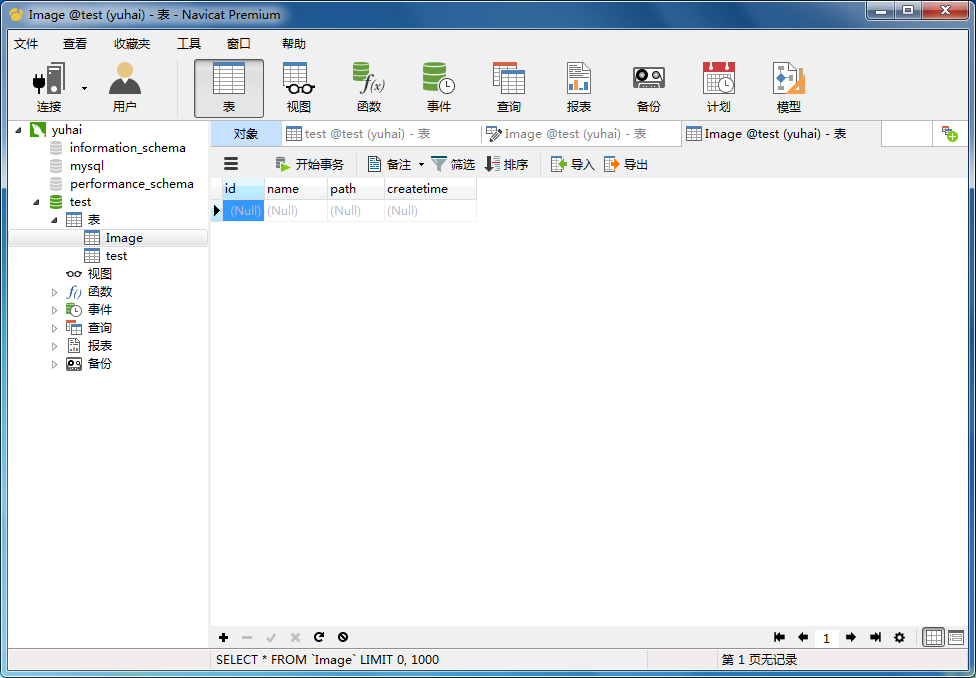 Image @test (yuhai) - 表 - Navicat Premium
文件 查看 收藏夹 工具 窗口 帮助
连接 用户 表 视图 函数 事件 查询 报表 备份 计划 模型
对象 test @test (yuhai) - 表 Image @test (yuhai) - 表 Image @test (yuhai) - 表
开始事务 备注 筛选 排序 导入 导出
yuhai
information_schema
mysql
performance_schema
test
表
Image
test
视图
f() 函数
事件
查询
报表
备份
id name path createtime
(Null) (Null) (Null) (Null)
1
SELECT * FROM `Image` LIMIT 0, 1000 第 1 页无记录